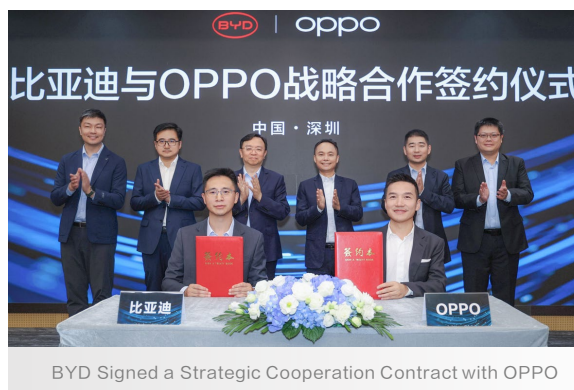 BYD | oppo
比亚迪与OPPO战略合作签约仪式
中国·深圳
签约本
签约本
比亚迪
OPPO
BYD Signed a Strategic Cooperation Contract with OPPO